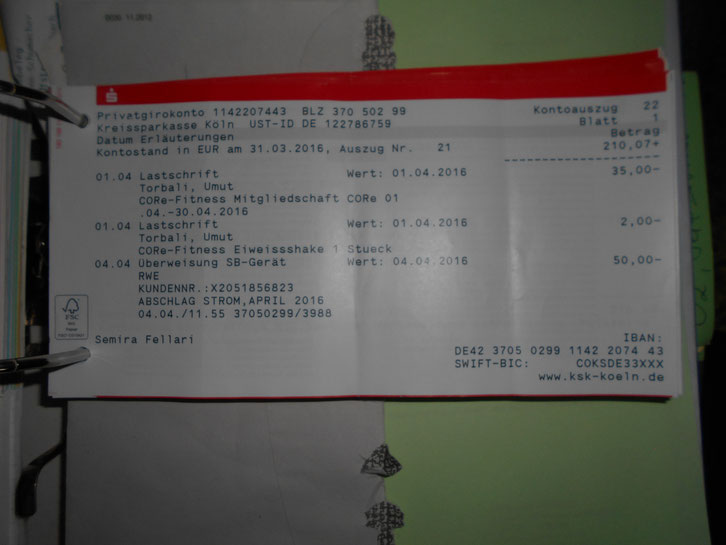 DE90 11.2012
Privatgirokonto 1142207443 BLZ 370 502 99 Kontoauszug 22
Kreissparkasse Köln UST-ID DE 122786759 Blatt 1
Datum Erläuterungen Betrag
Kontostand in EUR am 31.03.2016, Auszug Nr. 21 210,07+
01.04 Lastschrift Wert: 01.04.2016 35,00-
Torbali, Umut
CORe-Fitness Mitgliedschaft CORe 01
.04.-30.04.2016
01.04 Lastschrift Wert: 01.04.2016 2,00-
Torbali, Umut
CORe-Fitness Eiweissshake 1 Stueck
04.04 Überweisung SB-Gerät Wert: 04.04.2016 50,00-
RWE
KUNDENNR.:X2051856823
ABSCHLAG STROM,APRIL 2016
04.04./11.55 37050299/3988
FSC
Semira Fellari
IBAN:
DE42 3705 0299 1142 2074 43
SWIFT-BIC: COKSDE33XXX
www.ksk-koeln.de